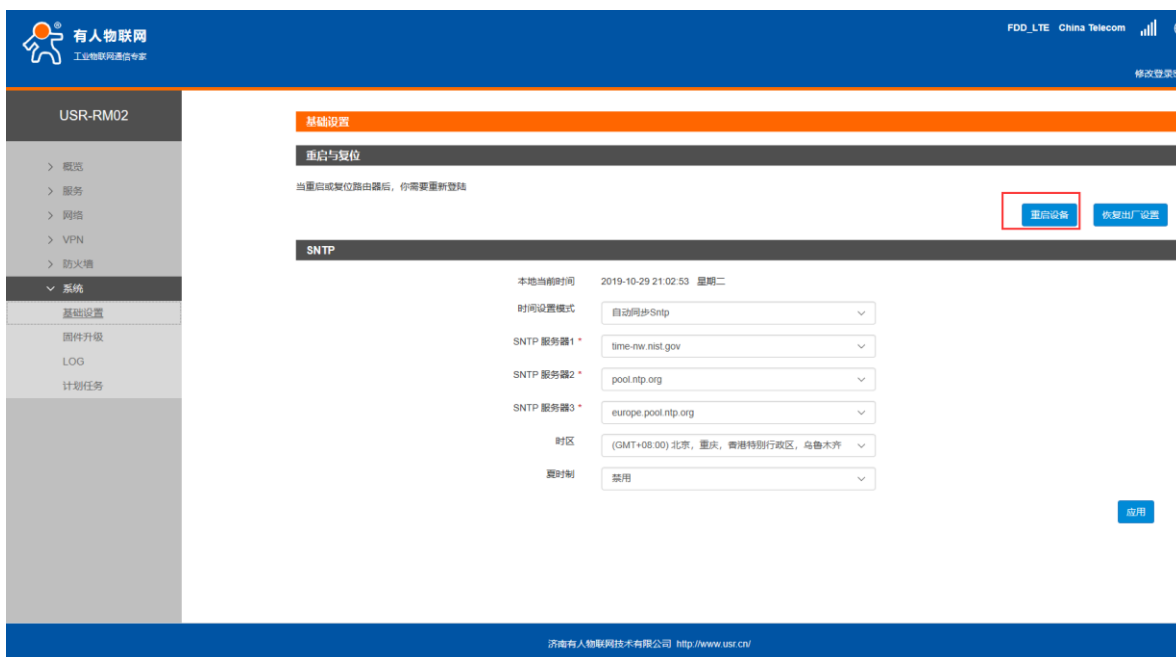 有人物联网
工业物联网通信专家
FDD_LTE China Telecom
修改登录
USR-RM02
概览
服务
网络
VPN
防火墙
系统
基础设置
固件升级
LOG
计划任务
基础设置
重启与复位
当重启或复位路由器后，你需要重新登陆
重启设备 恢复出厂设置
SNTP
本地当前时间 2019-10-29 21:02:53 星期二
时间设置模式 自动同步Sntp
SNTP 服务器1 * time-nw.nist.gov
SNTP 服务器2 * pool.ntp.org
SNTP 服务器3 * europe.pool.ntp.org
时区 (GMT+08:00) 北京，重庆，香港特别行政区，乌鲁木齐
夏时制 禁用
应用
济南有人物联网技术有限公司 http://www.usr.cn/